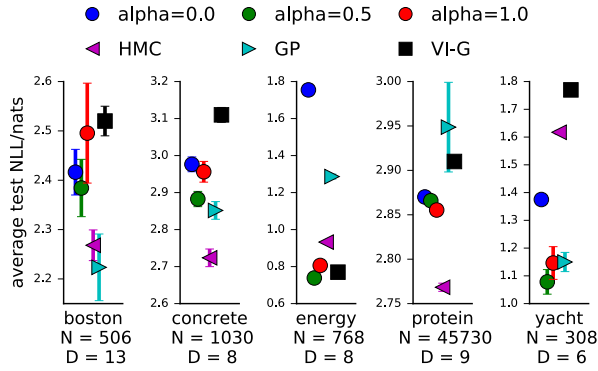 alpha=0.0 alpha=0.5 alpha=1.0
HMC GP VI-G
average test NLL/nats
2.6 2.5 2.4 2.3 2.2
3.2 3.1 3.0 2.9 2.8 2.7 2.6
1.8 1.6 1.4 1.2 1.0 0.8 0.6
3.00 2.95 2.90 2.85 2.80 2.75
1.8 1.7 1.6 1.5 1.4 1.3 1.2 1.1 1.0
boston concrete energy protein yacht
N = 506 N = 1030 N = 768 N = 45730 N = 308
D = 13 D = 8 D = 8 D = 9 D = 6